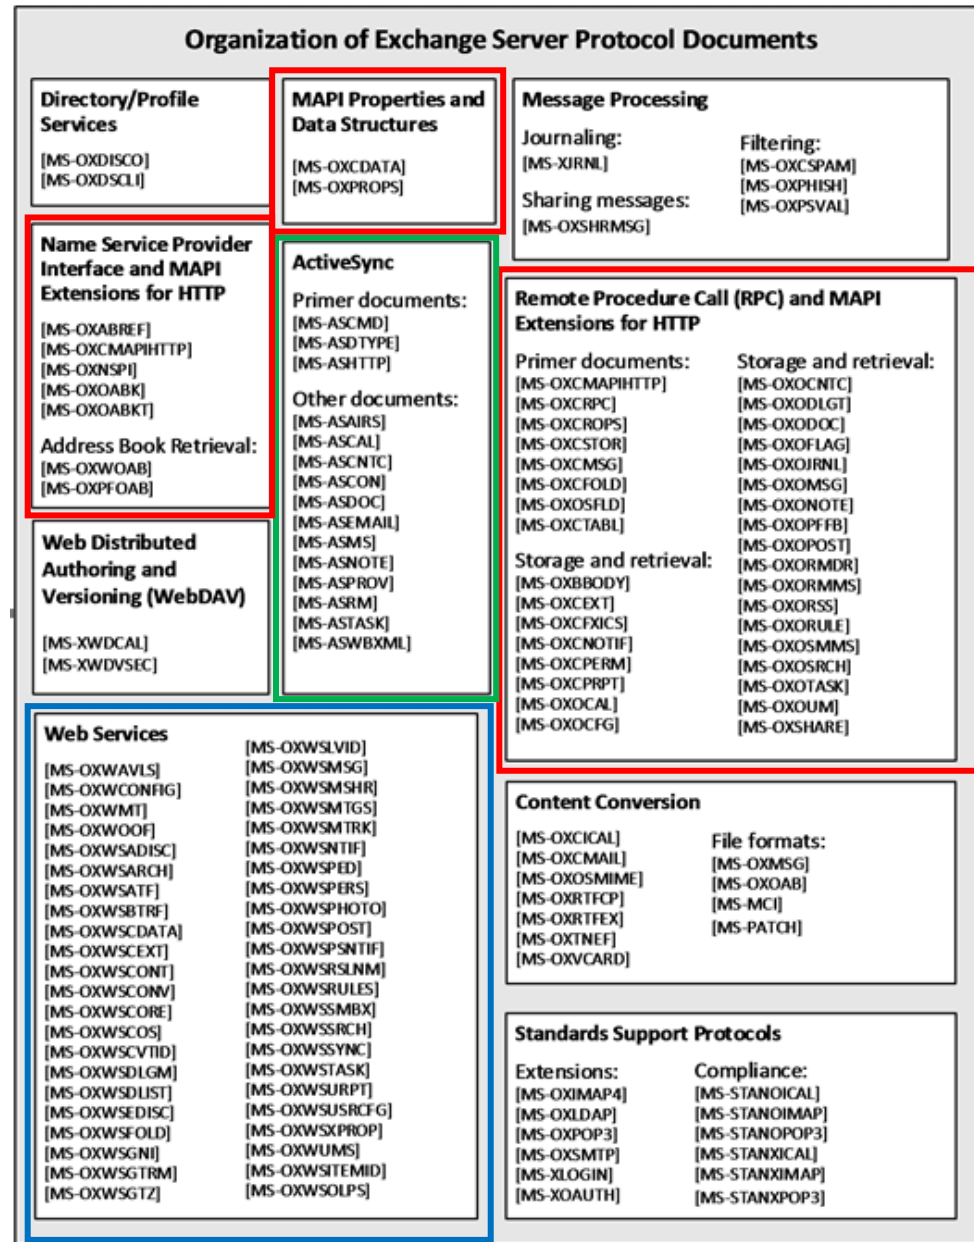 Organization of Exchange Server Protocol Documents
Directory/Profile
Services
[MS-OXDISCO]
[MS-OXDSCLI]
MAPI Properties and
Data Structures
[MS-OXCDATA]
[MS-OXPROPS]
Message Processing
Journaling:
[MS-XJRNL]
Sharing messages:
[MS-OXSHRMSG]
Filtering:
[MS-OXCSPAM]
[MS-OXPHISH]
[MS-OXPSVAL]
Name Service Provider
Interface and MAPI
Extensions for HTTP
[MS-OXABREF]
[MS-OXCMAPIHTTP]
[MS-OXNSPI]
[MS-OXOABK]
[MS-OXOABKT]
Address Book Retrieval:
[MS-OXWOAB]
[MS-OXPFOAB]
ActiveSync
Primer documents:
[MS-ASCMD]
[MS-ASDTYPE]
[MS-ASHTTP]
Other documents:
[MS-ASAIRS]
[MS-ASCAL]
[MS-ASCNTC]
[MS-ASCON]
[MS-ASDOC]
[MS-ASEMAIL]
[MS-ASMS]
[MS-ASNOTE]
[MS-ASPROV]
[MS-ASRM]
[MS-ASTASK]
[MS-ASWBXML]
Remote Procedure Call (RPC) and MAPI
Extensions for HTTP
Primer documents:
[MS-OXCMAPIHTTP]
[MS-OXCRPC]
[MS-OXCROPS]
[MS-OXCSTOR]
[MS-OXCMSG]
[MS-OXCFOLD]
[MS-OXOSFLD]
[MS-OXCTABL]
Storage and retrieval:
[MS-OXBBODY]
[MS-OXCEXT]
[MS-OXCFXICS]
[MS-OXCNOTIF]
[MS-OXCPERM]
[MS-OXCPRPT]
[MS-OXOCAL]
[MS-OXOCFG]
Storage and retrieval:
[MS-OXOCNTC]
[MS-OXODLGT]
[MS-OXODOC]
[MS-OXOFLAG]
[MS-OXOJRNL]
[MS-OXOMSG]
[MS-OXONOTE]
[MS-OXOPFFB]
[MS-OXOPOST]
[MS-OXORMDR]
[MS-OXORMMS]
[MS-OXORSS]
[MS-OXORULE]
[MS-OXOSMMS]
[MS-OXOSRCH]
[MS-OXOTASK]
[MS-OXOUM]
[MS-OXSHARE]
Web Distributed
Authoring and
Versioning (WebDAV)
[MS-XWDCAL]
[MS-XWDVSEC]
Web Services
[MS-OXWAVLS]
[MS-OXWCONFIG]
[MS-OXWMT]
[MS-OXWOOF]
[MS-OXWSADISC]
[MS-OXWSARCH]
[MS-OXWSATF]
[MS-OXWSBTRF]
[MS-OXWSCDATA]
[MS-OXWSCEXT]
[MS-OXWSCONT]
[MS-OXWSCONV]
[MS-OXWSCORE]
[MS-OXWSCOS]
[MS-OXWSCVTID]
[MS-OXWSDLGM]
[MS-OXWSDLIST]
[MS-OXWSEDISC]
[MS-OXWSFOLD]
[MS-OXWSGNI]
[MS-OXWSGTRM]
[MS-OXWSGTZ]
[MS-OXWSLVID]
[MS-OXWSMSG]
[MS-OXWSMSHR]
[MS-OXWSMTGS]
[MS-OXWSMTRK]
[MS-OXWSNTIF]
[MS-OXWSPED]
[MS-OXWSPERS]
[MS-OXWSPHOTO]
[MS-OXWSPOST]
[MS-OXWSPSNTIF]
[MS-OXWSRSLNM]
[MS-OXWSRULES]
[MS-OXWSSMBX]
[MS-OXWSSRCH]
[MS-OXWSSYNC]
[MS-OXWSTASK]
[MS-OXWSURPT]
[MS-OXWSUSRCFG]
[MS-OXWSXPROP]
[MS-OXWUMS]
[MS-OXWSITEMID]
[MS-OXWSOLPS]
Content Conversion
[MS-OXCICAL]
[MS-OXCMAIL]
[MS-OXOSMIME]
[MS-OXRTFCP]
[MS-OXRTFEX]
[MS-OXTNEF]
[MS-OXVCARD]
File formats:
[MS-OXMSG]
[MS-OXOAB]
[MS-MCI]
[MS-PATCH]
Standards Support Protocols
Extensions:
[MS-OXIMAP4]
[MS-OXLDAP]
[MS-OXPOP3]
[MS-OXSMTP]
[MS-XLOGIN]
[MS-XOAUTH]
Compliance:
[MS-STANOICAL]
[MS-STANOIMAP]
[MS-STANOPOP3]
[MS-STANXICAL]
[MS-STANXIMAP]
[MS-STANXPOP3]